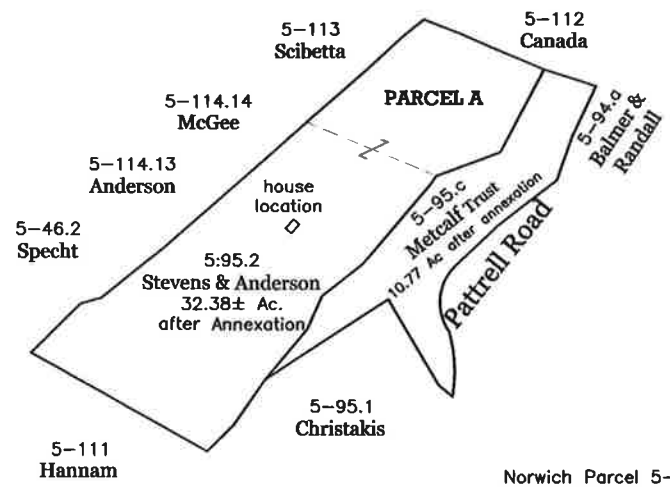 5-113
Scibetta
5-112
Canada
PARCEL A
5-114.14
McGee
5-94.a
Balmer &
Randall
5-114.13
Anderson
house
location
5-46.2
Specht
5:95.2
Stevens & Anderson
32.38± Ac.
after Annexation
5-95.c
Metcalf Trust
10.77 Ac after annexation
Pattrell Road
5-95.1
Christakis
5-111
Hannam
Norwich Parcel 5-